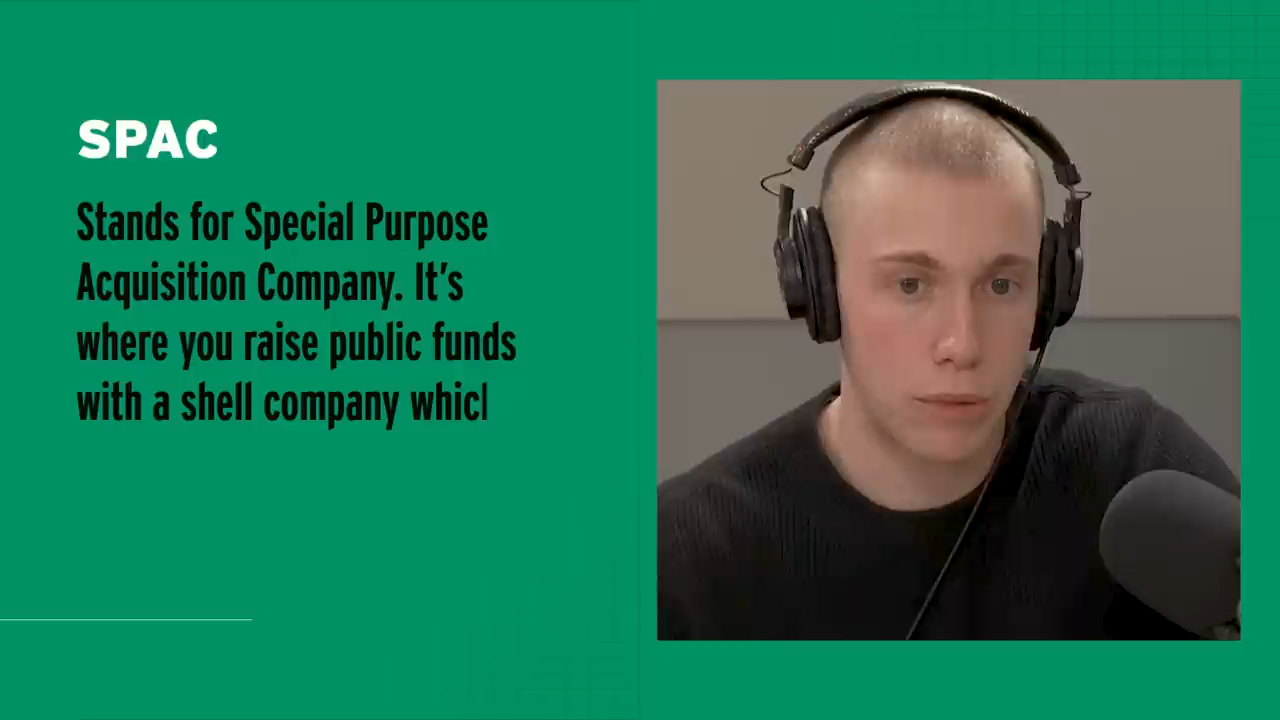 SPAC
Stands for Special Purpose
Acquisition Company. It's
where you raise public funds
with a shell company